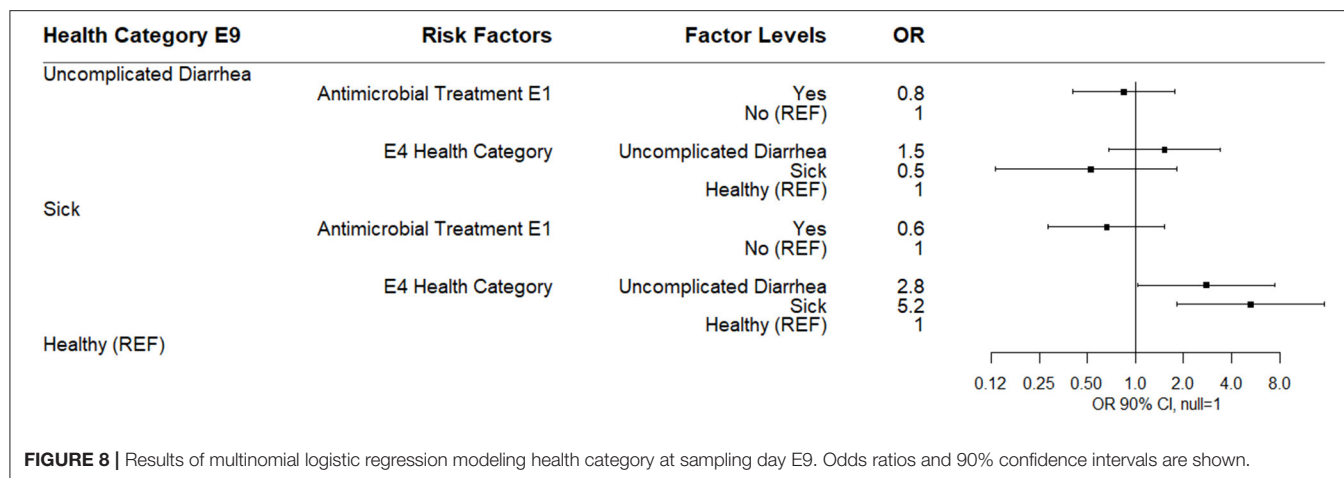 Health Category E9 Risk Factors Factor Levels OR
Uncomplicated Diarrhea
Antimicrobial Treatment E1 Yes 0.8
No (REF) 1
E4 Health Category Uncomplicated Diarrhea 1.5
Sick 0.5
Healthy (REF) 1
Sick
Antimicrobial Treatment E1 Yes 0.6
No (REF) 1
E4 Health Category Uncomplicated Diarrhea 2.8
Sick 5.2
Healthy (REF) 1
Healthy (REF)
0.12 0.25 0.50 1.0 2.0 4.0 8.0
OR 90% CI, null=1
FIGURE 8 | Results of multinomial logistic regression modeling health category at sampling day E9. Odds ratios and 90% confidence intervals are shown.